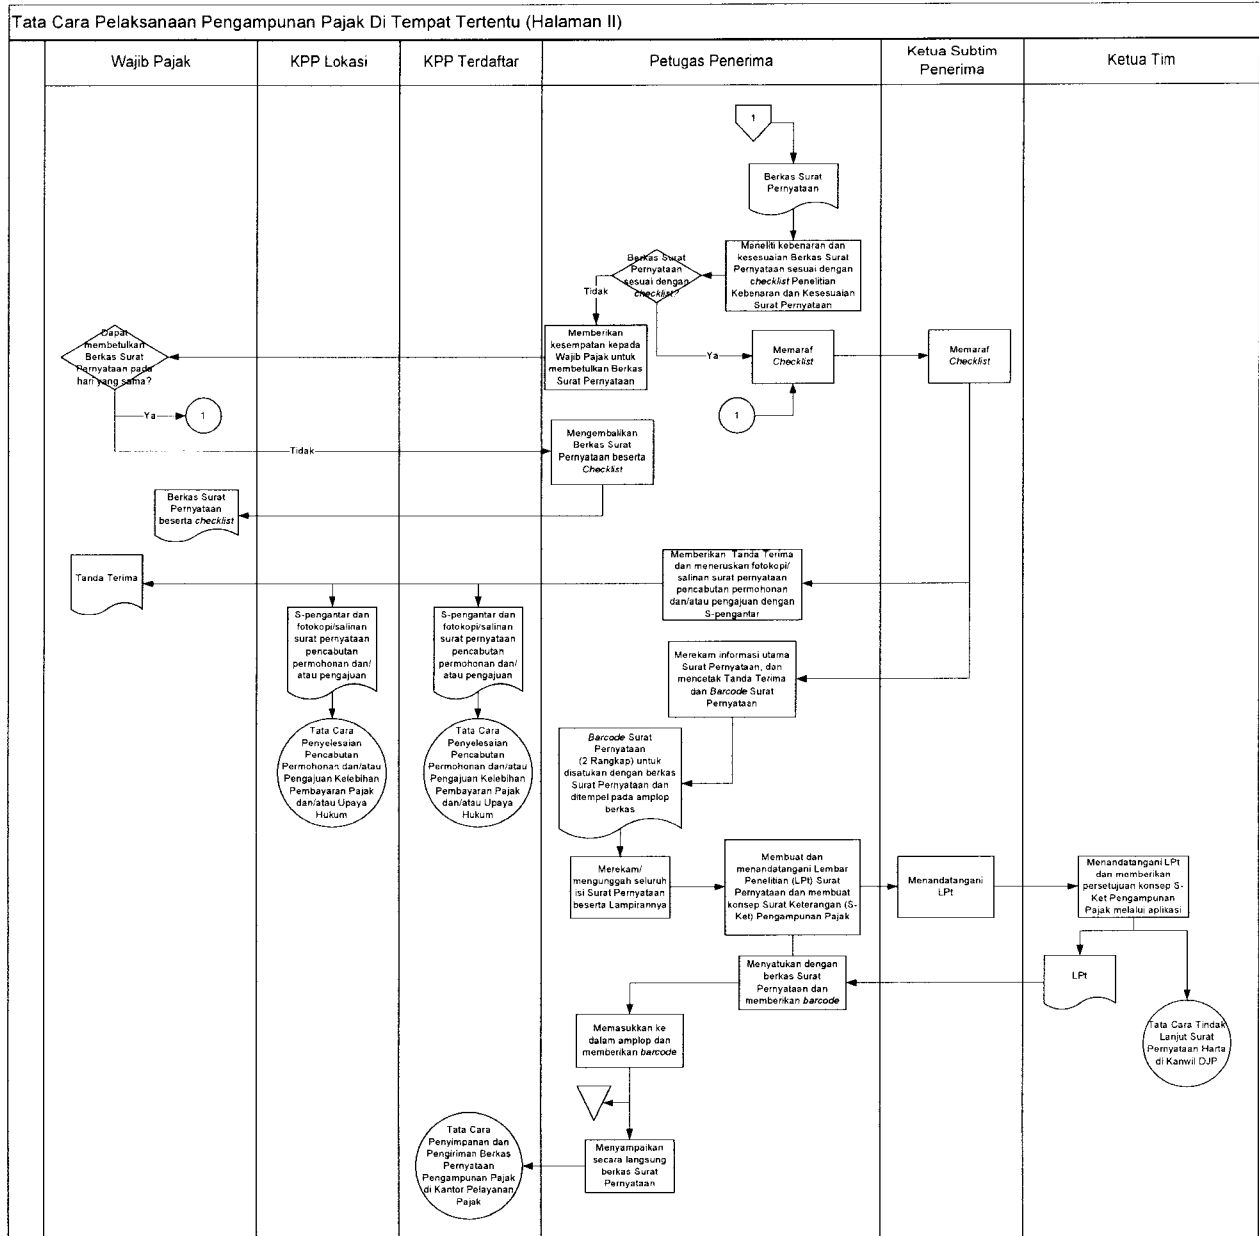 Tata Cara Pelaksanaan Pengampunan Pajak Di Tempat Tertentu (Halaman II)
Wajib Pajak
KPP Lokasi
KPP Terdaftar
Petugas Penerima
Ketua Subtim
Penerima
Ketua Tim
1
Berkas Surat
Pernyataan
Meneliti kebenaran dan
kesesuaian Berkas Surat
Pernyataan sesuai dengan
checklist Penelitian
Kebenaran dan Kesesuaian
Surat Pernyataan
Berkas Surat
Pernyataan
sesuai dengan
checklist?
Tidak
Ya
Memberikan
kesempatan kepada
Wajib Pajak untuk
membetulkan Berkas
Surat Pernyataan
Memaraf
Checklist
Memaraf
Checklist
Dapat
membetulkan
Berkas Surat
Pernyataan pada
hari yang sama?
Ya
1
1
Tidak
Mengembalikan
Berkas Surat
Pernyataan beserta
Checklist
Berkas Surat
Pernyataan
beserta checklist
Memberikan Tanda Terima
dan meneruskan fotokopi/
salinan surat pernyataan
pencabutan permohonan
dan/atau pengajuan dengan
S-pengantar
Tanda Terima
S-pengantar dan
fotokopi/salinan
surat pernyataan
pencabutan
permohonan dan/
atau pengajuan
S-pengantar dan
fotokopi/salinan
surat pernyataan
pencabutan
permohonan dan/
atau pengajuan
Merekam informasi utama
Surat Pernyataan, dan
mencetak Tanda Terima
dan Barcode Surat
Pernyataan
Tata Cara
Penyelesaian
Pencabutan
Permohonan dan/atau
Pengajuan Kelebihan
Pembayaran Pajak
dan/atau Upaya
Hukum
Tata Cara
Penyelesaian
Pencabutan
Permohonan dan/atau
Pengajuan Kelebihan
Pembayaran Pajak
dan/atau Upaya
Hukum
Barcode Surat
Pernyataan
(2 Rangkap) untuk
disatukan dengan berkas
Surat Pernyataan dan
ditempel pada amplop
berkas
Merekam/
mengunggah seluruh
isi Surat Pernyataan
beserta Lampirannya
Membuat dan
menandatangani Lembar
Penelitian (LPt) Surat
Pernyataan dan membuat
konsep Surat Keterangan (S-
Ket) Pengampunan Pajak
Menandatangani
LPt
Menandatangani LPt
dan memberikan
persetujuan konsep S-
Ket Pengampunan
Pajak melalui aplikasi
Menyatukan dengan
berkas Surat
Pernyataan dan
memberikan barcode
LPt
Tata Cara Tindak
Lanjut Surat
Pernyataan Harta
di Kanwil DJP
Memasukkan ke
dalam amplop dan
memberikan barcode
Menyampaikan
secara langsung
berkas Surat
Pernyataan
Tata Cara
Penyimpanan dan
Pengiriman Berkas
Pernyataan
Pengampunan Pajak
di Kantor Pelayanan
Pajak